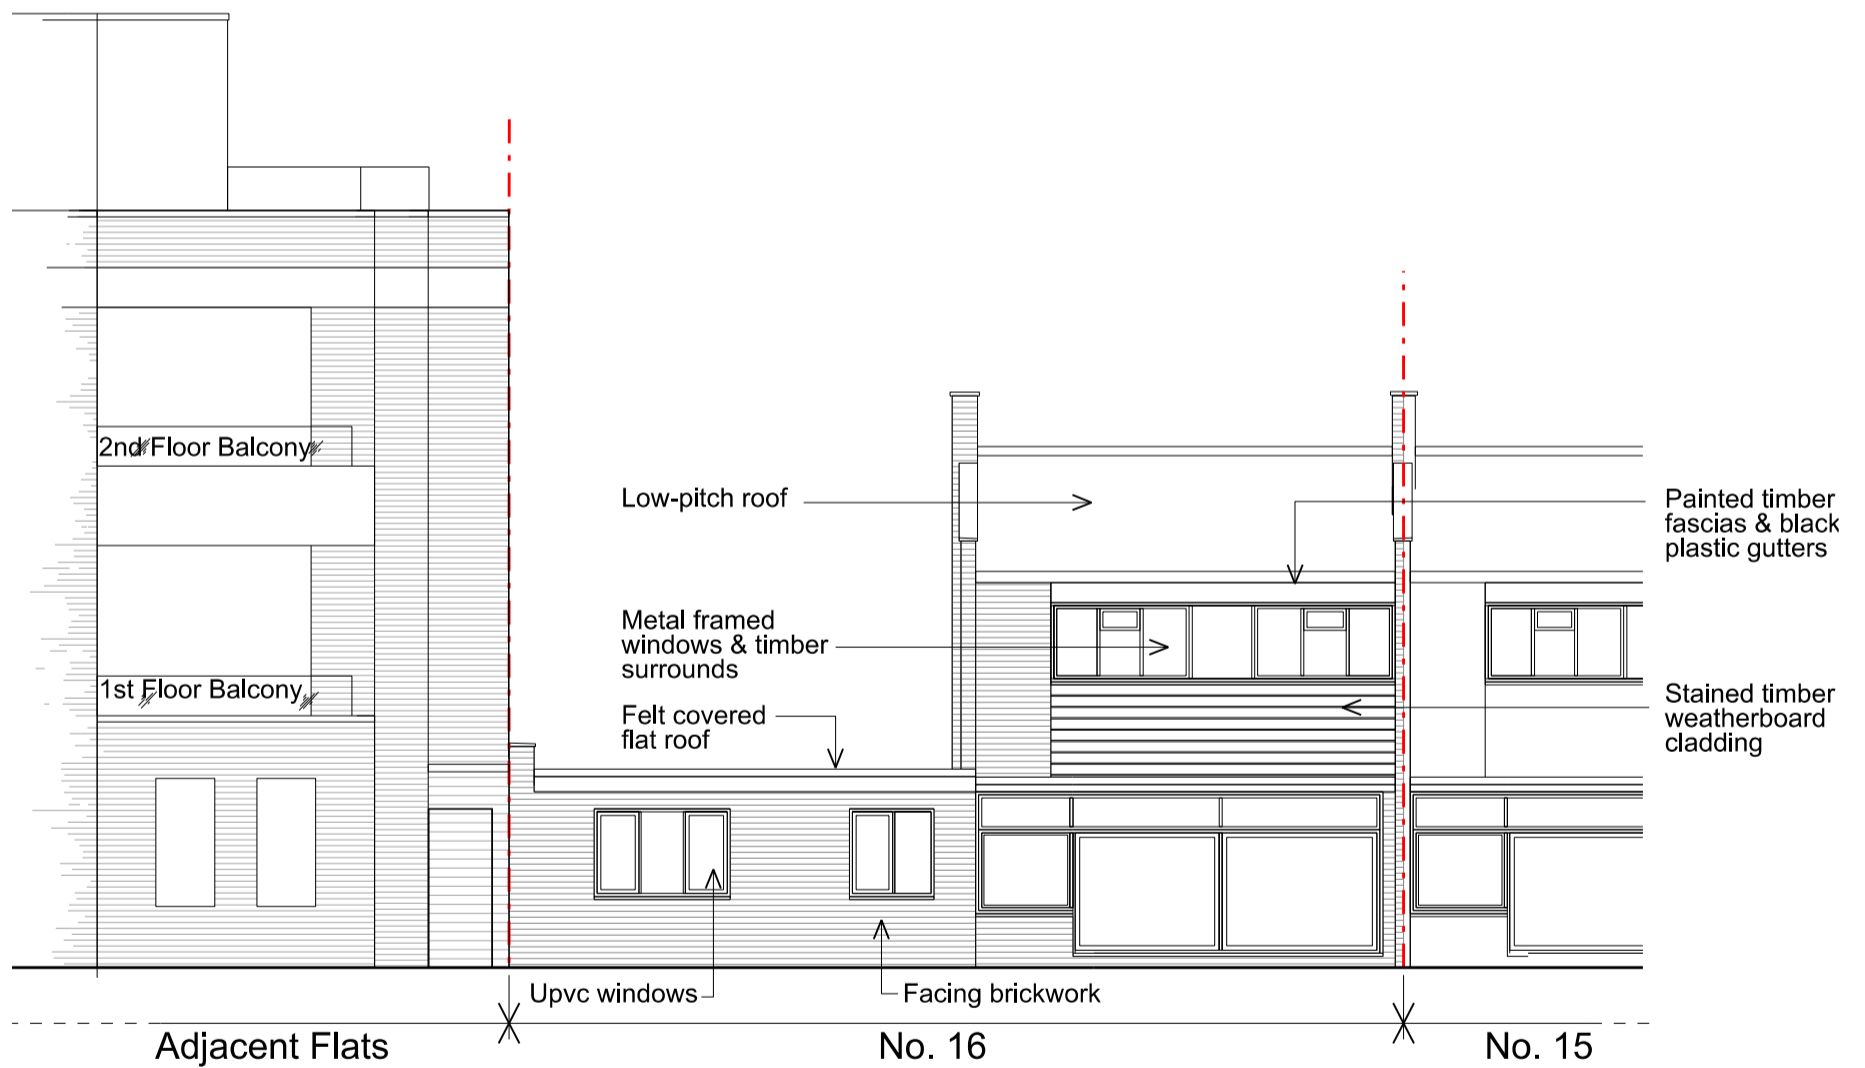 2nd Floor Balcony
1st Floor Balcony
Low-pitch roof
Metal framed
windows & timber
surrounds
Felt covered
flat roof
Painted timber
fascias & black
plastic gutters
Stained timber
weatherboard
cladding
Upvc windows
Facing brickwork
Adjacent Flats
No. 16
No. 15